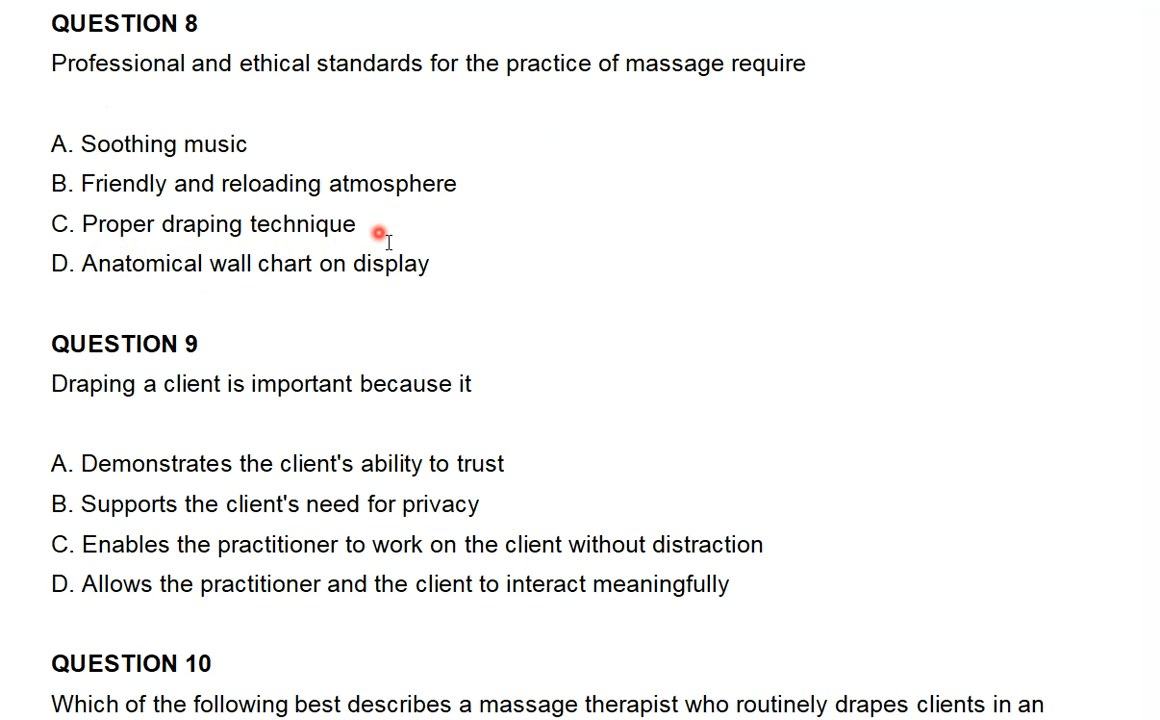 QUESTION 8
Professional and ethical standards for the practice of massage require
A. Soothing music
B. Friendly and reloading atmosphere
C. Proper draping technique
D. Anatomical wall chart on display
QUESTION 9
Draping a client is important because it
A. Demonstrates the client's ability to trust
B. Supports the client's need for privacy
C. Enables the practitioner to work on the client without distraction
D. Allows the practitioner and the client to interact meaningfully
QUESTION 10
Which of the following best describes a massage therapist who routinely drapes clients in an